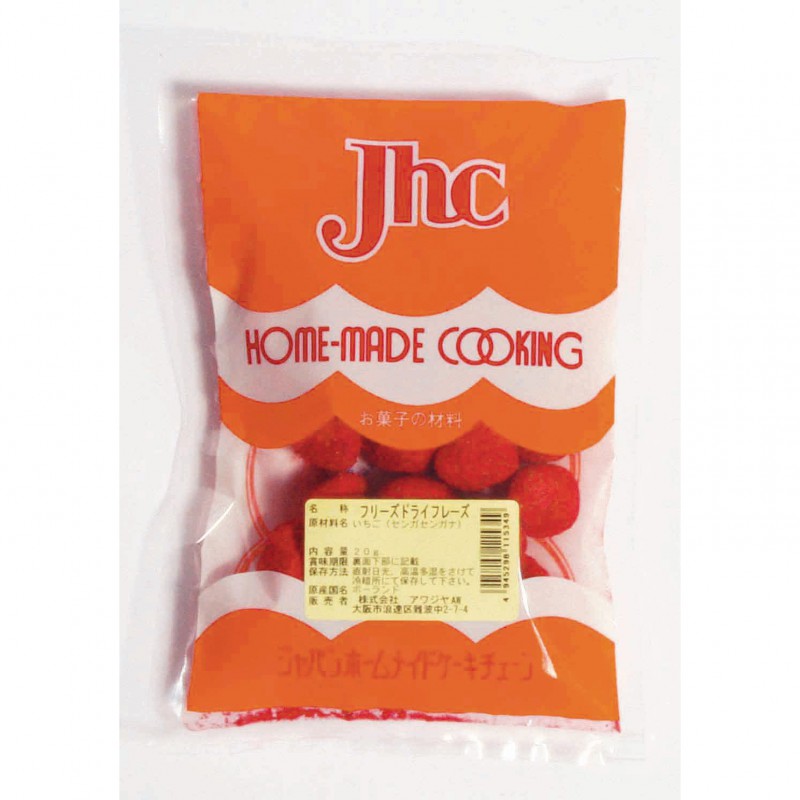 Jhc
HOME-MADE COOKING
お菓子の材料
名 称 フリーズドライフレーズ
原材料名 いちご（センガセンガナ）
内容量 20g
賞味期限 裏面下部に記載
保存方法 直射日光、高温多湿をさけて
冷暗所にて保存して下さい。
原産国名 ポーランド
販売者 株式会社 アワジヤAW
大阪市浪速区難波中2-7-4
4945298115349
ジャパンホームメイドケーキチェーン